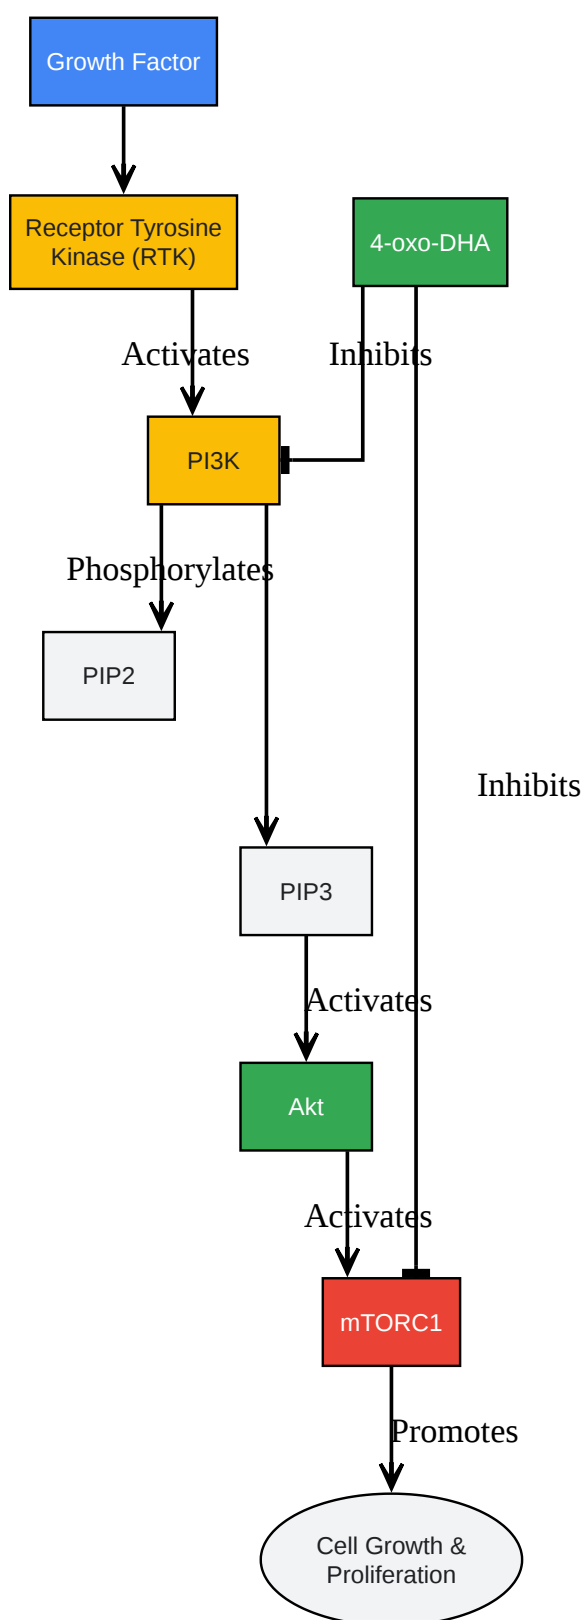 Growth Factor
Receptor Tyrosine
Kinase (RTK)
4-oxo-DHA
Activates
Inhibits
PI3K
Phosphorylates
PIP2
Inhibits
PIP3
Activates
Akt
Activates
mTORC1
Promotes
Cell Growth &
Proliferation